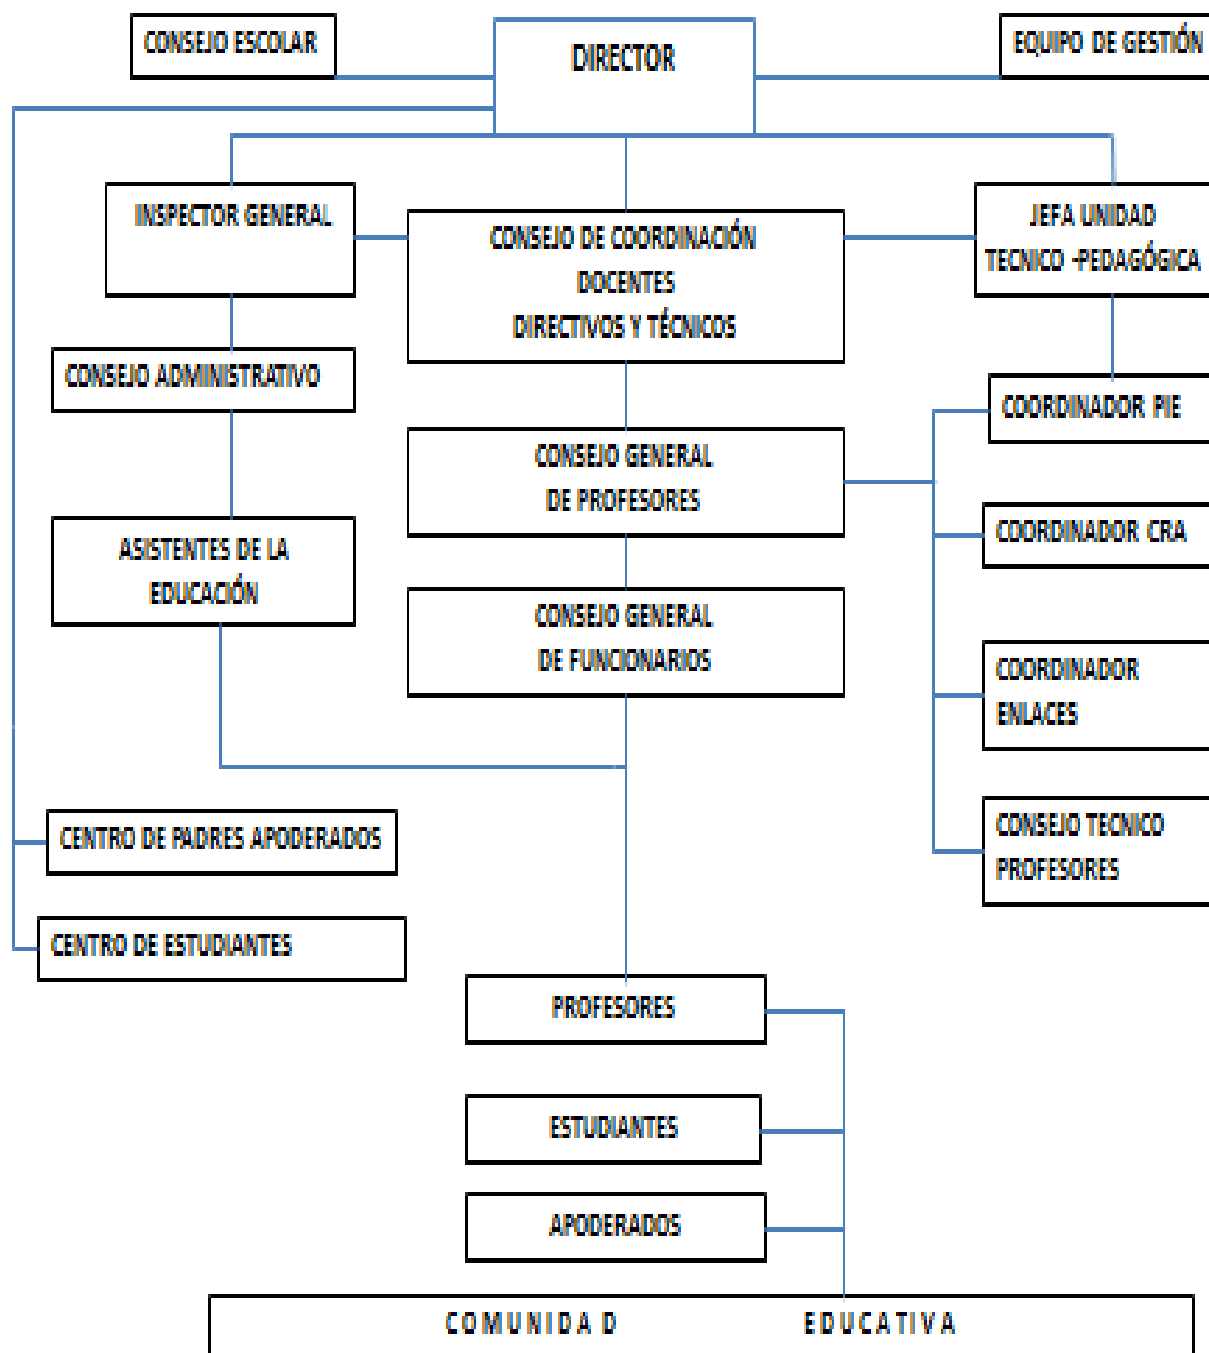 CONSEJO ESCOLAR
DIRECTOR
EQUIPO DE GESTIÓN
INSPECTOR GENERAL
CONSEJO DE COORDINACIÓN
DOCENTES
DIRECTIVOS Y TÉCNICOS
JEFA UNIDAD
TECNICO -PEDAGÓGICA
CONSEJO ADMINISTRATIVO
COORDINADOR PIE
CONSEJO GENERAL
DE PROFESORES
ASISTENTES DE LA
EDUCACIÓN
COORDINADOR CRA
CONSEJO GENERAL
DE FUNCIONARIOS
COORDINADOR
ENLACES
CENTRO DE PADRES APODERADOS
CONSEJO TECNICO
PROFESORES
CENTRO DE ESTUDIANTES
PROFESORES
ESTUDIANTES
APODERADOS
COMUNIDAD EDUCATIVA